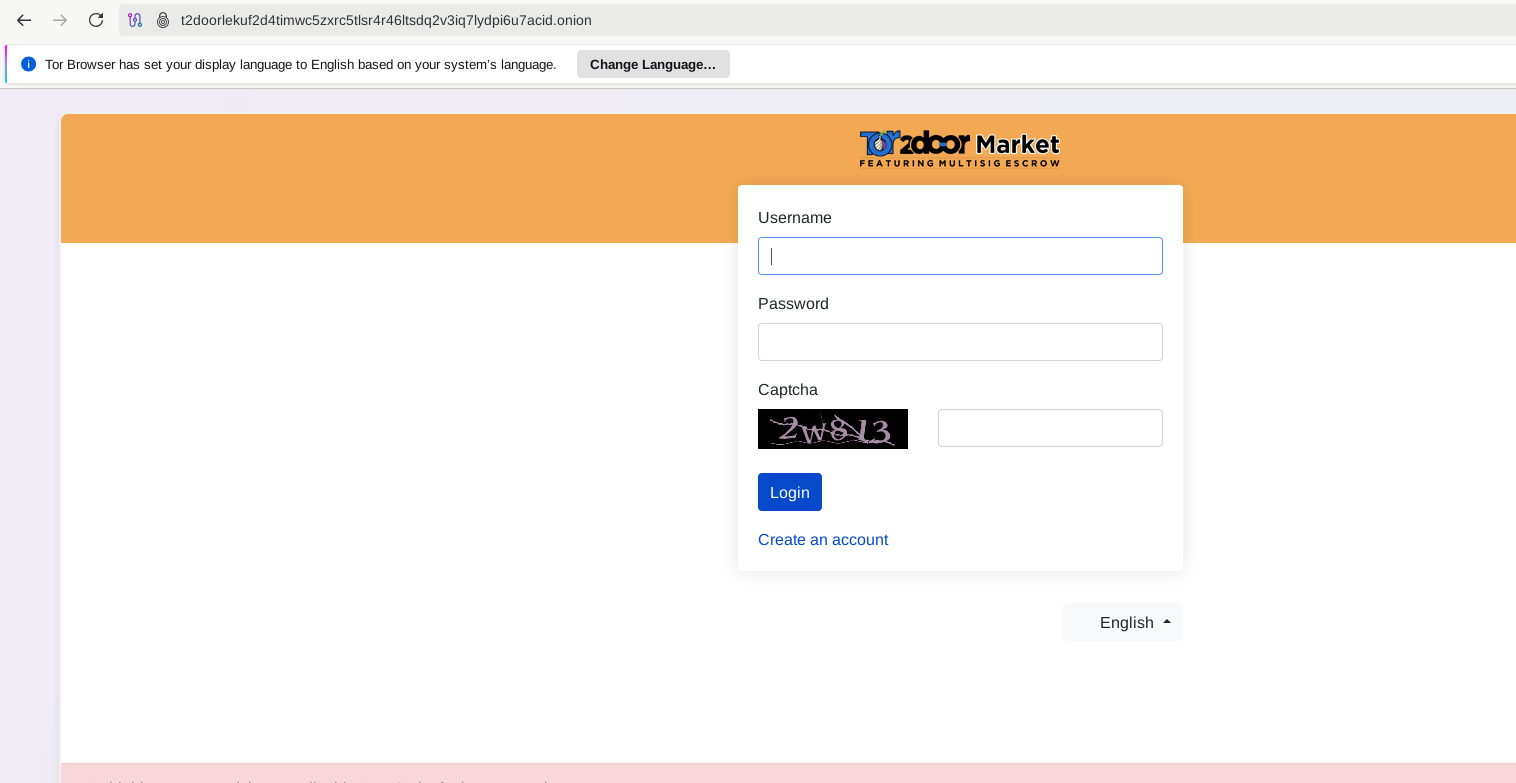 t2doorlekuf2d4timwc5zxrc5tlsr4r46ltsdq2v3iq7lydpi6u7acid.onion
Tor Browser has set your display language to English based on your system's language.
Change Language...
TOr2door Market
FEATURING MULTISIG ESCROW
Username
Password
Captcha
2w813
Login
Create an account
English